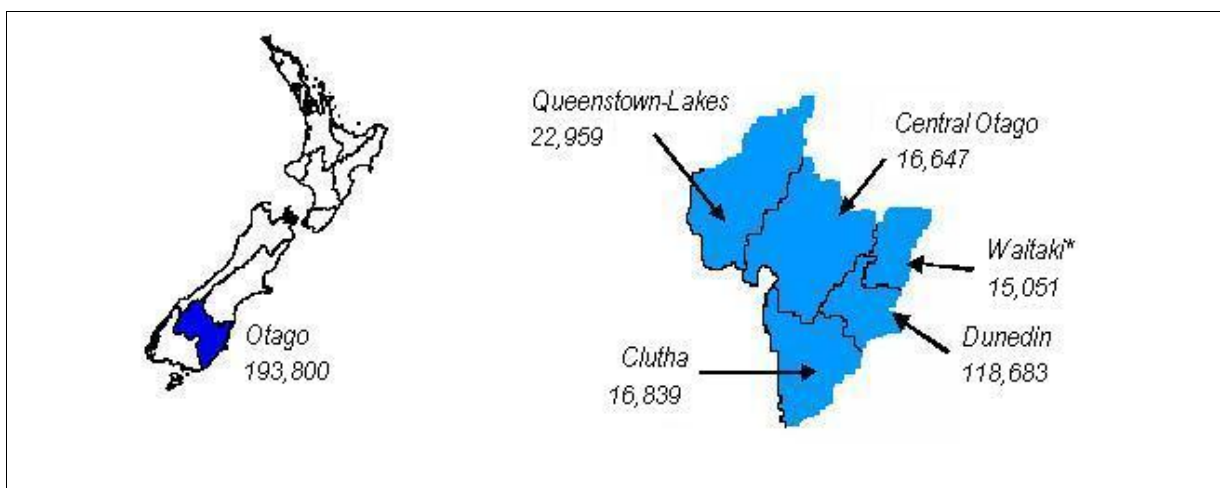 Otago
193,800
Queenstown-Lakes
22,959
Central Otago
16,647
Waitaki*
15,051
Dunedin
118,683
Clutha
16,839